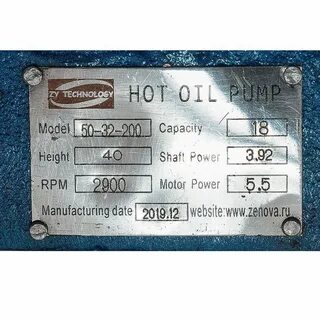 ZY TECHNOLOGY HOT OIL PUMP
Model 50-32-200 Capacity 18
Height 40 Shaft Power 3.92
RPM 2900 Motor Power 5.5
Manufacturing date 2019.12 website:www.zenova.ru